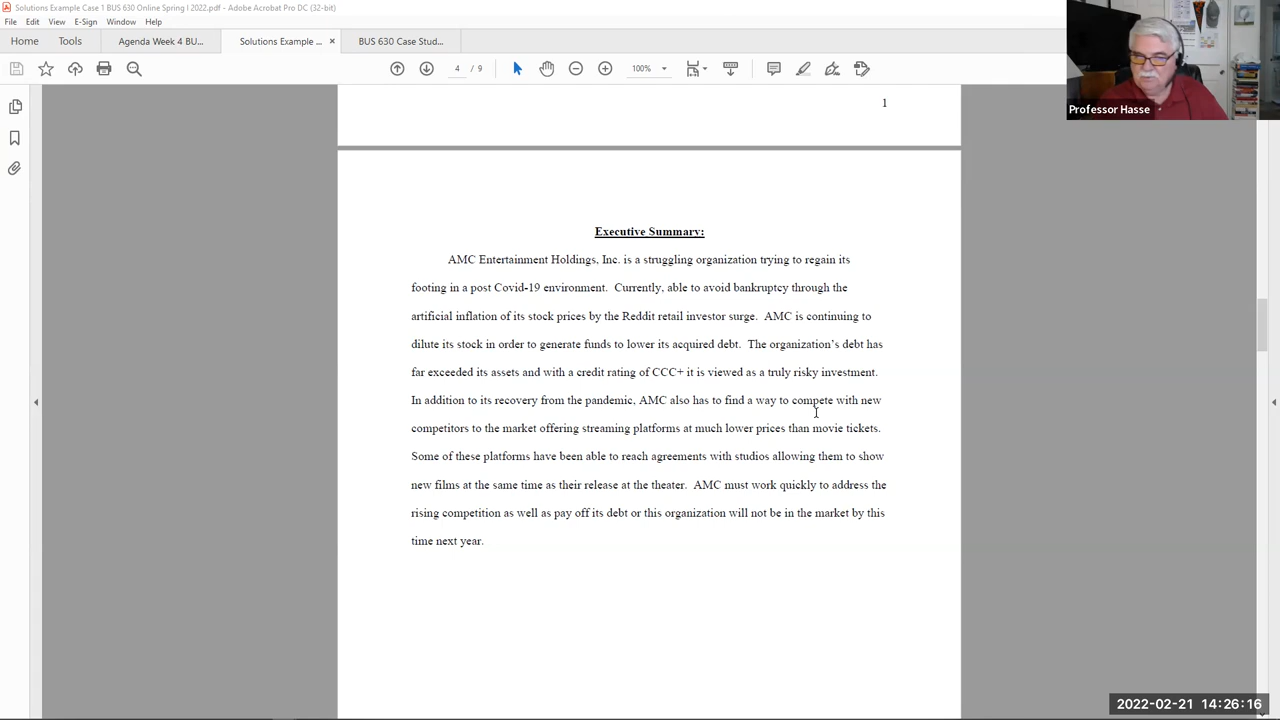 Solutions Example Case 1 BUS 630 Online Spring I 2022.pdf - Adobe Acrobat Pro DC (32-bit)
File Edit View E-Sign Window Help
Home Tools Agenda Week 4 BU... Solutions Example ... × BUS 630 Case Stud...
4 / 9 100%
Professor Hasse
1
Executive Summary:
AMC Entertainment Holdings, Inc. is a struggling organization trying to regain its
footing in a post Covid-19 environment.  Currently, able to avoid bankruptcy through the
artificial inflation of its stock prices by the Reddit retail investor surge.  AMC is continuing to
dilute its stock in order to generate funds to lower its acquired debt.  The organization’s debt has
far exceeded its assets and with a credit rating of CCC+ it is viewed as a truly risky investment.
In addition to its recovery from the pandemic, AMC also has to find a way to compete with new
competitors to the market offering streaming platforms at much lower prices than movie tickets.
Some of these platforms have been able to reach agreements with studios allowing them to show
new films at the same time as their release at the theater.  AMC must work quickly to address the
rising competition as well as pay off its debt or this organization will not be in the market by this
time next year.
2022-02-21 14:26:16